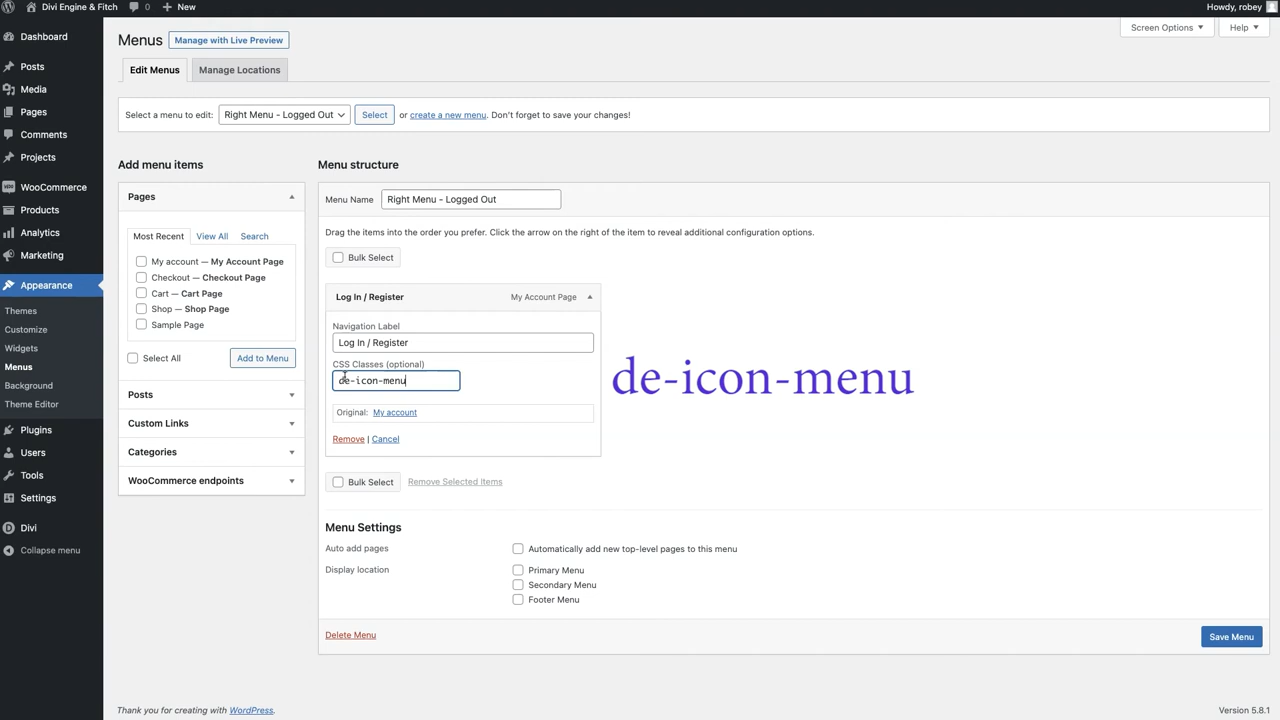 Divi Engine & Fitey
0
New
Howdy, robey
Screen Options
Help
Dashboard
Posts
Media
Pages
Comments
Projects
WooCommerce
Products
Analytics
Marketing
Appearance
Themes
Customize
Widgets
Menus
Background
Theme Editor
Plugins
Users
Tools
Settings
Divi
Collapse menu
Menus
Manage with Live Preview
Edit Menus
Manage Locations
Select a menu to edit:
Right Menu - Logged Out
Select
or create a new menu. Don't forget to save your changes!
Add menu items
Pages
Most Recent
View All
Search
My account — My Account Page
Checkout — Checkout Page
Cart — Cart Page
Shop — Shop Page
Sample Page
Select All
Add to Menu
Posts
Custom Links
Categories
WooCommerce endpoints
Menu structure
Menu Name
Right Menu - Logged Out
Drag the items into the order you prefer. Click the arrow on the right of the item to reveal additional configuration options.
Bulk Select
Log In / Register
My Account Page
Navigation Label
Log In / Register
CSS Classes (optional)
de-icon-menu
de-icon-menu
Original: My account
Remove | Cancel
Bulk Select
Remove Selected Items
Menu Settings
Auto add pages
Automatically add new top-level pages to this menu
Display location
Primary Menu
Secondary Menu
Footer Menu
Delete Menu
Save Menu
Thank you for creating with WordPress.
Version 5.8.1